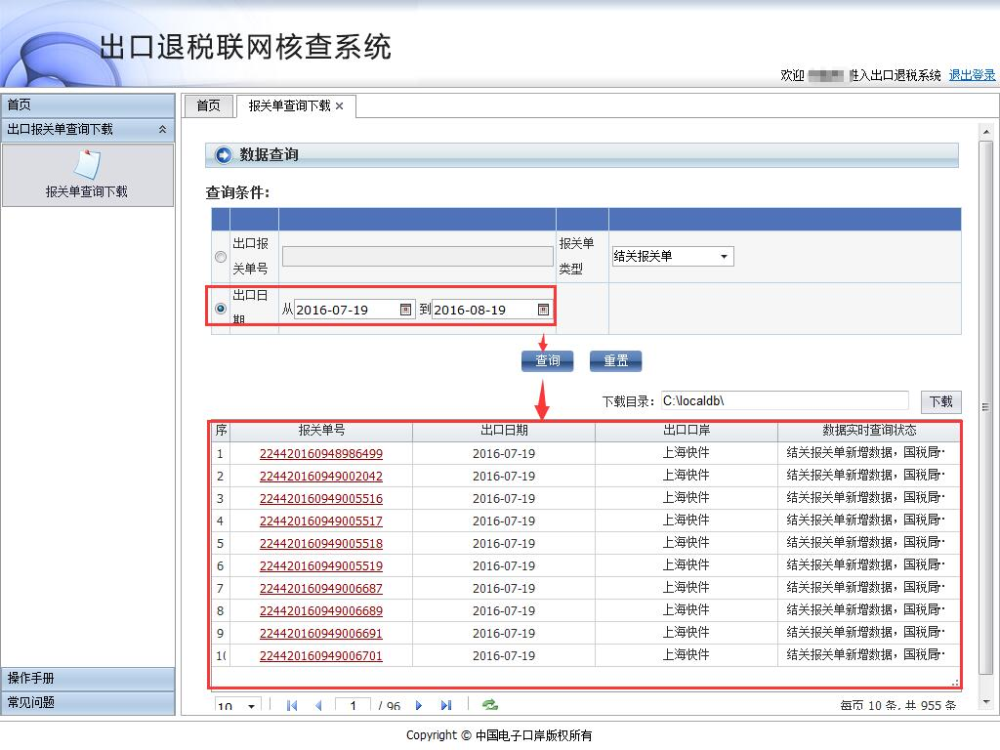 出口退税联网核查系统
欢迎 进入出口退税系统 退出登录
首页
出口报关单查询下载
报关单查询下载
操作手册
常见问题
首页 报关单查询下载
数据查询
查询条件:
出口报关单号 报关单类型 结关报关单
出口日期 从 2016-07-19 到 2016-08-19
查询 重置
下载目录: C:\localdb\ 下载
序 报关单号 出口日期 出口口岸 数据实时查询状态
1 224420160948986499 2016-07-19 上海快件 结关报关单新增数据，国税局··
2 224420160949002042 2016-07-19 上海快件 结关报关单新增数据，国税局··
3 224420160949005516 2016-07-19 上海快件 结关报关单新增数据，国税局··
4 224420160949005517 2016-07-19 上海快件 结关报关单新增数据，国税局··
5 224420160949005518 2016-07-19 上海快件 结关报关单新增数据，国税局··
6 224420160949005519 2016-07-19 上海快件 结关报关单新增数据，国税局··
7 224420160949006687 2016-07-19 上海快件 结关报关单新增数据，国税局··
8 224420160949006689 2016-07-19 上海快件 结关报关单新增数据，国税局··
9 224420160949006691 2016-07-19 上海快件 结关报关单新增数据，国税局··
10 224420160949006701 2016-07-19 上海快件 结关报关单新增数据，国税局··
10 1 / 96 每页 10 条, 共 955 条
Copyright © 中国电子口岸版权所有